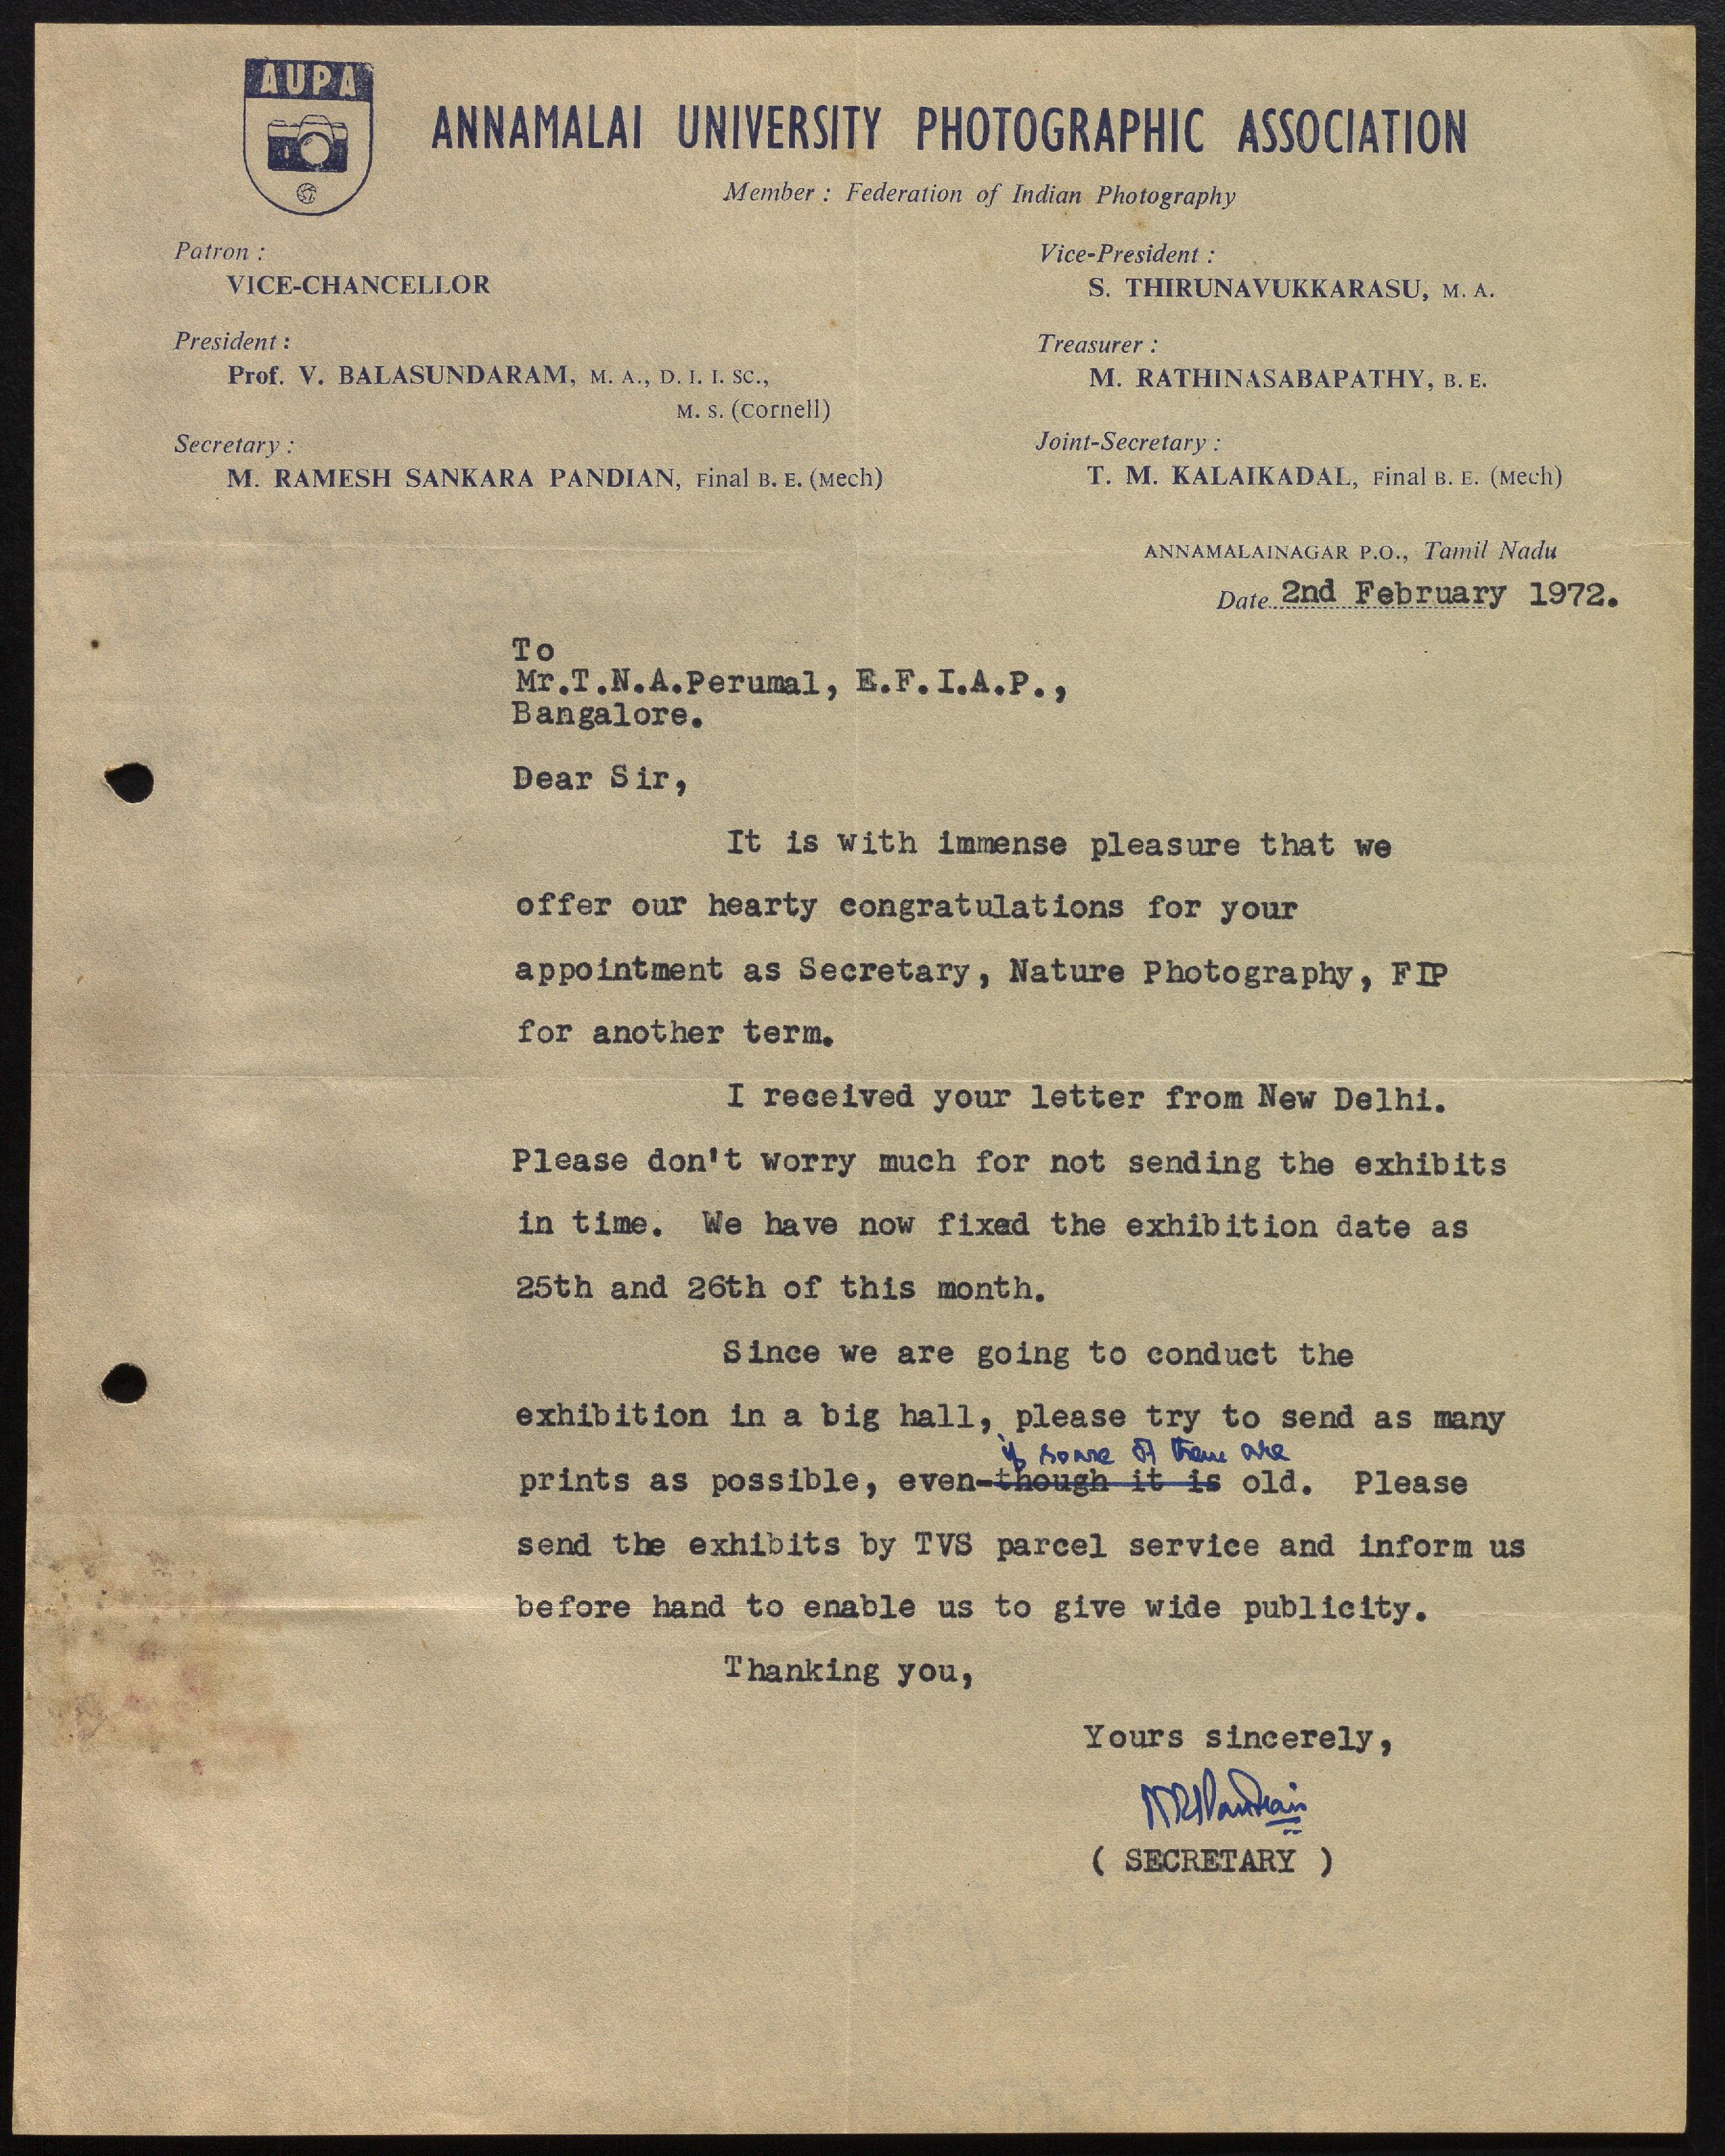 AUPA
ANNAMALAI UNIVERSITY PHOTOGRAPHIC ASSOCIATION
Member : Federation of Indian Photography
Patron :
VICE-CHANCELLOR
President :
Prof. V. BALASUNDARAM, M. A., D. I. I. SC.,
M. S. (Cornell)
Secretary :
M. RAMESH SANKARA PANDIAN, Final B. E. (Mech)
Vice-President :
S. THIRUNAVUKKARASU, M. A.
Treasurer :
M. RATHINASABAPATHY, B. E.
Joint-Secretary :
T. M. KALAIKADAL, Final B. E. (Mech)
ANNAMALAINAGAR P.O., Tamil Nadu
Date 2nd February 1972.
To
Mr.T.N.A.Perumal, E.F.I.A.P.,
Bangalore.
Dear Sir,
It is with immense pleasure that we
offer our hearty congratulations for your
appointment as Secretary, Nature Photography, FIP
for another term.
I received your letter from New Delhi.
Please don't worry much for not sending the exhibits
in time. We have now fixed the exhibition date as
25th and 26th of this month.
Since we are going to conduct the
exhibition in a big hall, please try to send as many
if some of them are
prints as possible, even-though it is old. Please
send the exhibits by TVS parcel service and inform us
before hand to enable us to give wide publicity.
Thanking you,
Yours sincerely,
MRSPandian
( SECRETARY )